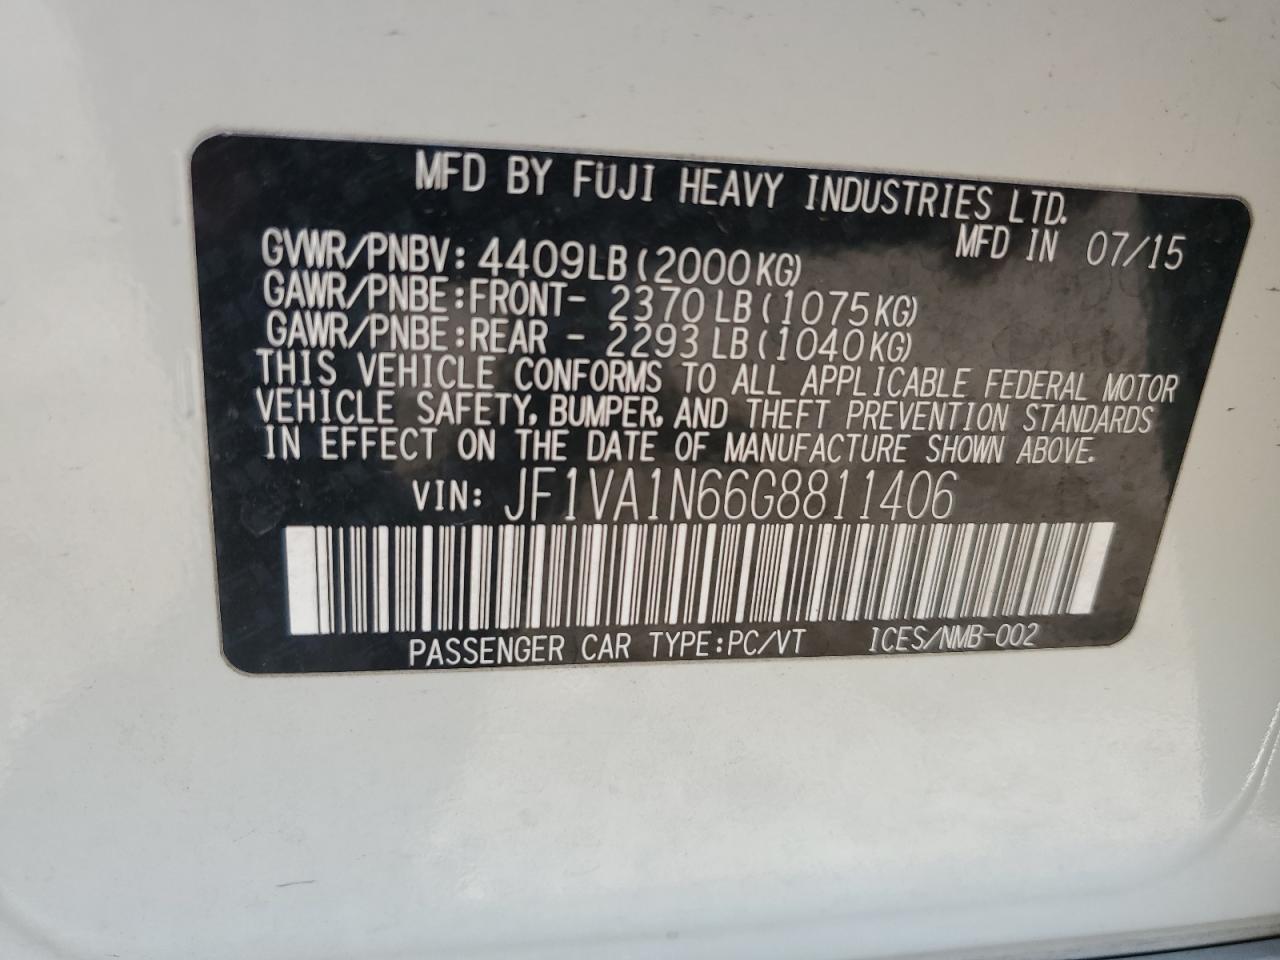 MFD BY FUJI HEAVY INDUSTRIES LTD.
MFD IN 07/15
GVWR/PNBV: 4409LB (2000KG)
GAWR/PNBE: FRONT- 2370 LB (1075KG)
GAWR/PNBE: REAR - 2293 LB (1040KG)
THIS VEHICLE CONFORMS TO ALL APPLICABLE FEDERAL MOTOR
VEHICLE SAFETY, BUMPER, AND THEFT PREVENTION STANDARDS
IN EFFECT ON THE DATE OF MANUFACTURE SHOWN ABOVE.
VIN: JF1VA1N66G8811406
PASSENGER CAR TYPE: PC/VT ICES/NMB-002